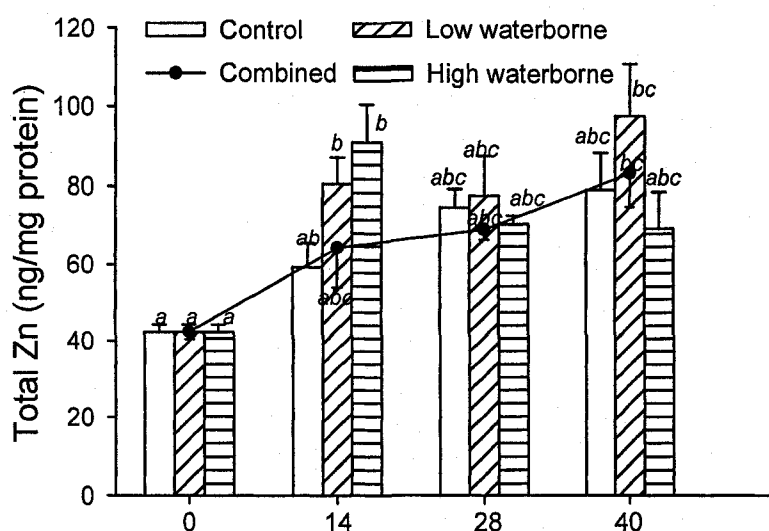 120
Control
Low waterborne
Combined
High waterborne
Total Zn (ng/mg protein)
100
80
60
40
20
0
a
a
a
ab
b
b
abc
abc
abc
abc
abc
abc
bc
bc
abc
0
14
28
40